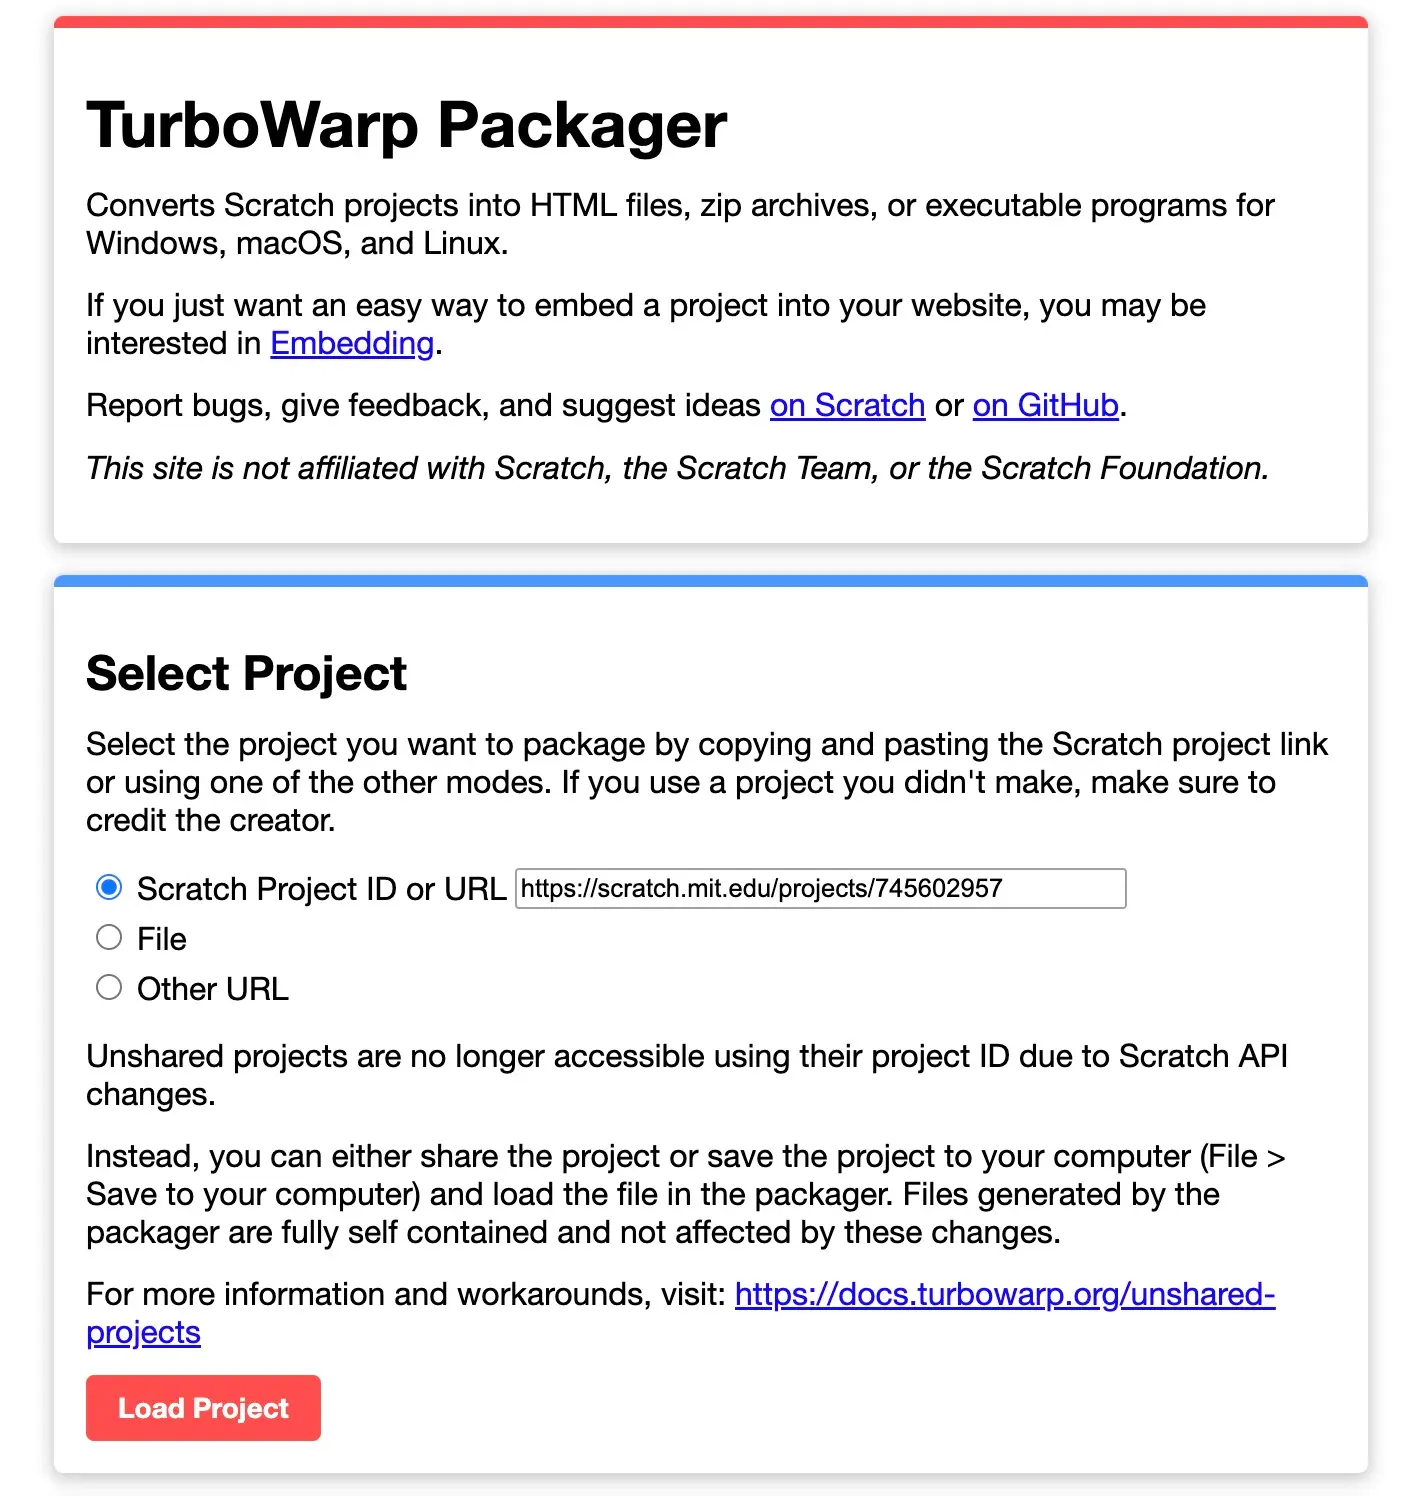 TurboWarp Packager
Converts Scratch projects into HTML files, zip archives, or executable programs for
Windows, macOS, and Linux.
If you just want an easy way to embed a project into your website, you may be
interested in Embedding.
Report bugs, give feedback, and suggest ideas on Scratch or on GitHub.
This site is not affiliated with Scratch, the Scratch Team, or the Scratch Foundation.
Select Project
Select the project you want to package by copying and pasting the Scratch project link
or using one of the other modes. If you use a project you didn't make, make sure to
credit the creator.
Scratch Project ID or URL https://scratch.mit.edu/projects/745602957
File
Other URL
Unshared projects are no longer accessible using their project ID due to Scratch API
changes.
Instead, you can either share the project or save the project to your computer (File >
Save to your computer) and load the file in the packager. Files generated by the
packager are fully self contained and not affected by these changes.
For more information and workarounds, visit: https://docs.turbowarp.org/unshared-
projects
Load Project